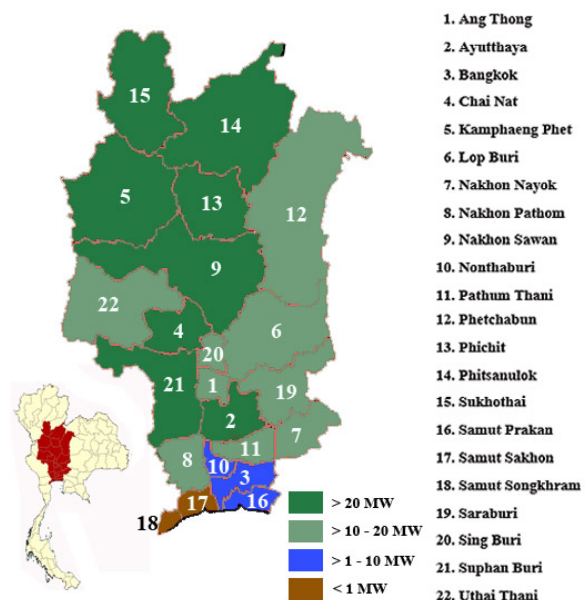 15
14
5
13
12
9
22
4
6
20
21
1
19
2
7
11
8
10
3
17
16
18
> 20 MW
> 10 - 20 MW
> 1 - 10 MW
< 1 MW
1. Ang Thong
2. Ayutthaya
3. Bangkok
4. Chai Nat
5. Kamphaeng Phet
6. Lop Buri
7. Nakhon Nayok
8. Nakhon Pathom
9. Nakhon Sawan
10. Nonthaburi
11. Pathum Thani
12. Phetchabun
13. Phichit
14. Phitsanulok
15. Sukhothai
16. Samut Prakan
17. Samut Sakhon
18. Samut Songkhram
19. Saraburi
20. Sing Buri
21. Suphan Buri
22. Uthai Thani